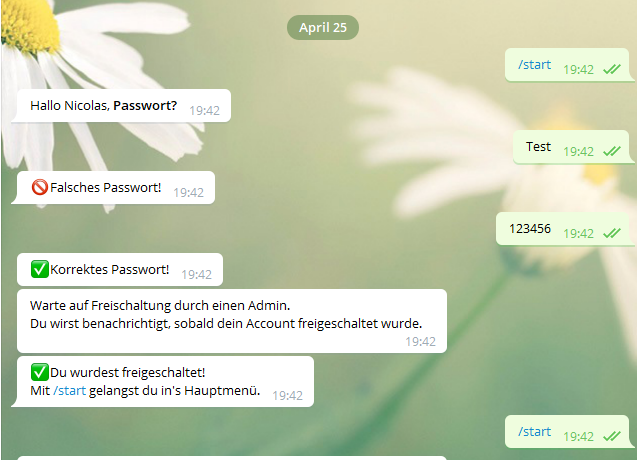 April 25
/start 19:42
Hallo Nicolas, Passwort? 19:42
Test 19:42
🚫Falsches Passwort! 19:42
123456 19:42
✅Korrektes Passwort! 19:42
Warte auf Freischaltung durch einen Admin.
Du wirst benachrichtigt, sobald dein Account freigeschaltet wurde.
19:42
✅Du wurdest freigeschaltet!
Mit /start gelangst du in's Hauptmenü. 19:42
/start 19:42